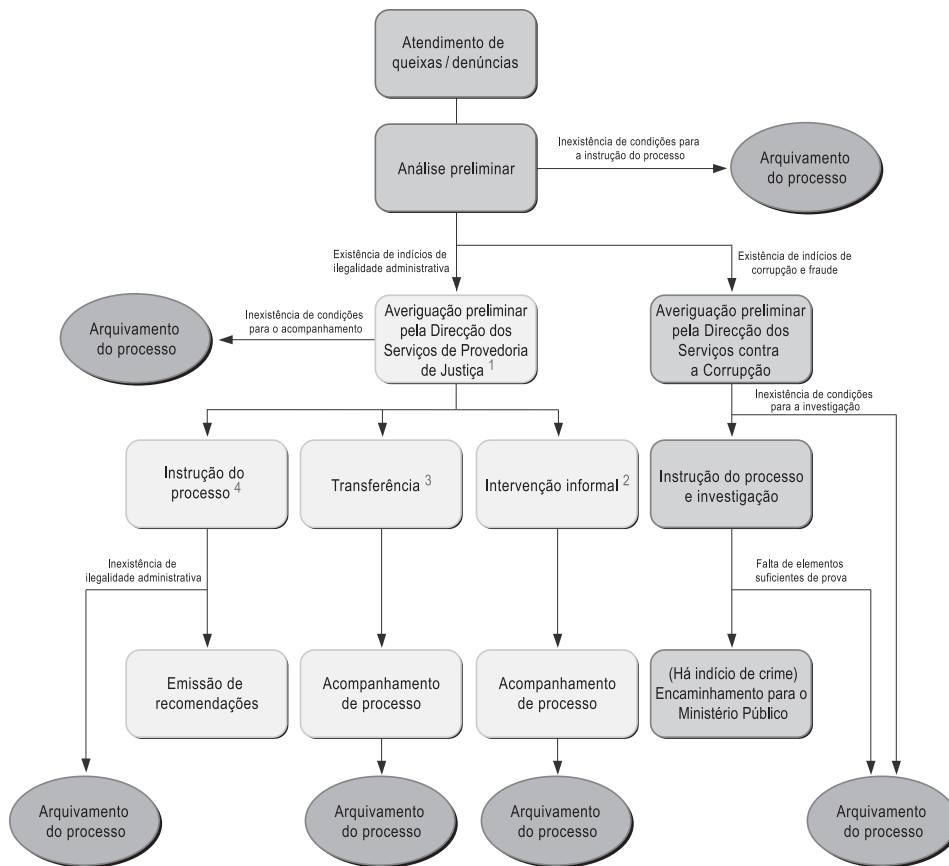 Atendimento de
queixas / denúncias
Análise preliminar
Inexistência de condições para
a instrução do processo
Arquivamento
do processo
Existência de indícios de
ilegalidade administrativa
Existência de indícios de
corrupção e fraude
Arquivamento
do processo
Inexistência de condições
para o acompanhamento
Averiguação preliminar
pela Direcção dos
Serviços de Provedoria
de Justiça 1
Averiguação preliminar
pela Direcção dos
Serviços contra
a Corrupção
Inexistência de condições
para a investigação
Instrução do
processo 4
Transferência 3
Intervenção informal 2
Instrução do processo
e investigação
Inexistência de
ilegalidade administrativa
Falta de elementos
suficientes de prova
Emissão de
recomendações
Acompanhamento
de processo
Acompanhamento
de processo
(Há indício de crime)
Encaminhamento para o
Ministério Público
Arquivamento
do processo
Arquivamento
do processo
Arquivamento
do processo
Arquivamento
do processo